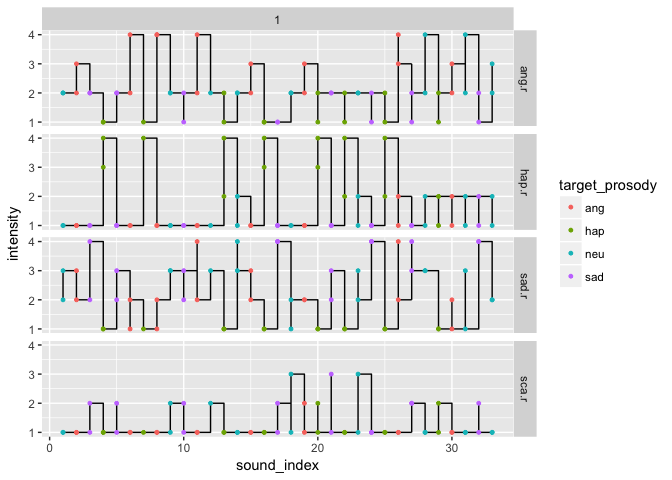 1
4
3
2
1
ang.r
4
3
2
1
hap.r
4
3
2
1
sad.r
4
3
2
1
sca.r
0
10
20
30
sound_index
intensity
target_prosody
ang
hap
neu
sad